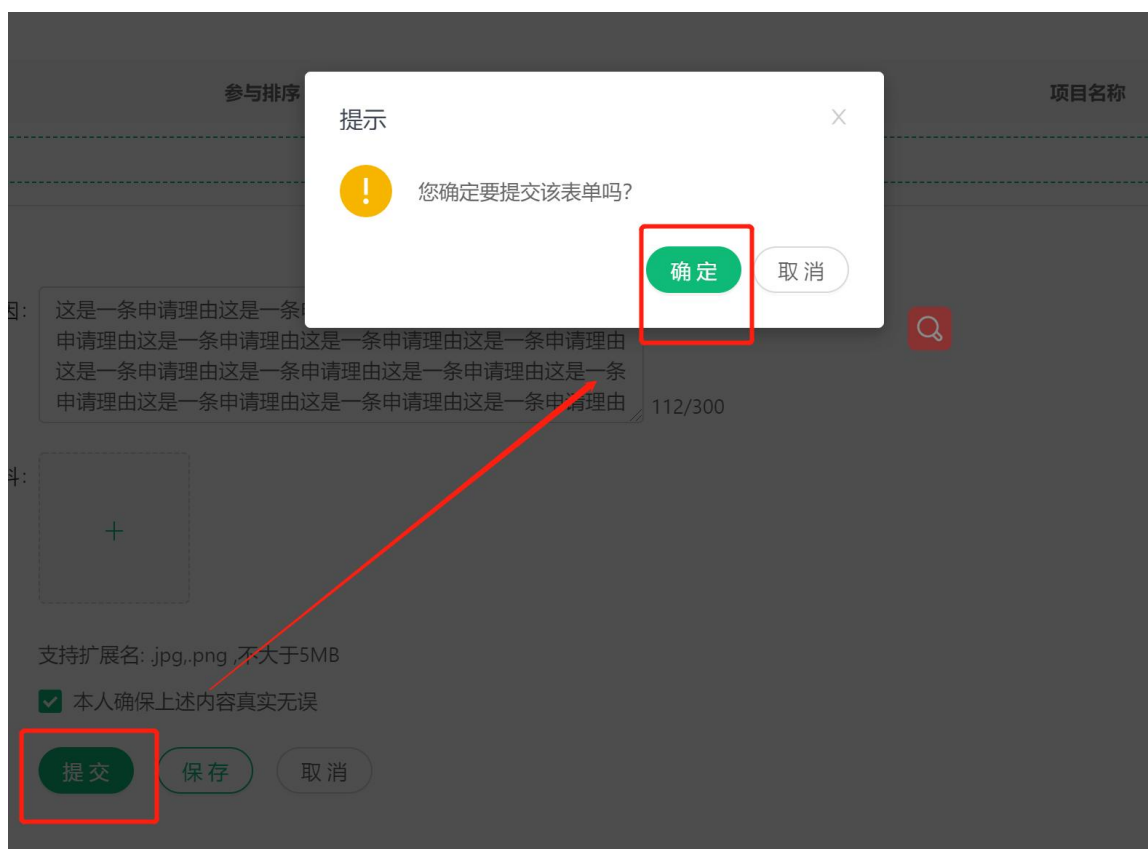 参与排序
项目名称
提示
您确定要提交该表单吗?
确定
取消
这是一条申请理由这是一条
申请理由这是一条申请理由这是一条申请理由这是一条申请理由
这是一条申请理由这是一条申请理由这是一条申请理由这是一条
申请理由这是一条申请理由这是一条申请理由这是一条申请理由
112/300
支持扩展名: .jpg,.png ,不大于5MB
本人确保上述内容真实无误
提交
保存
取消